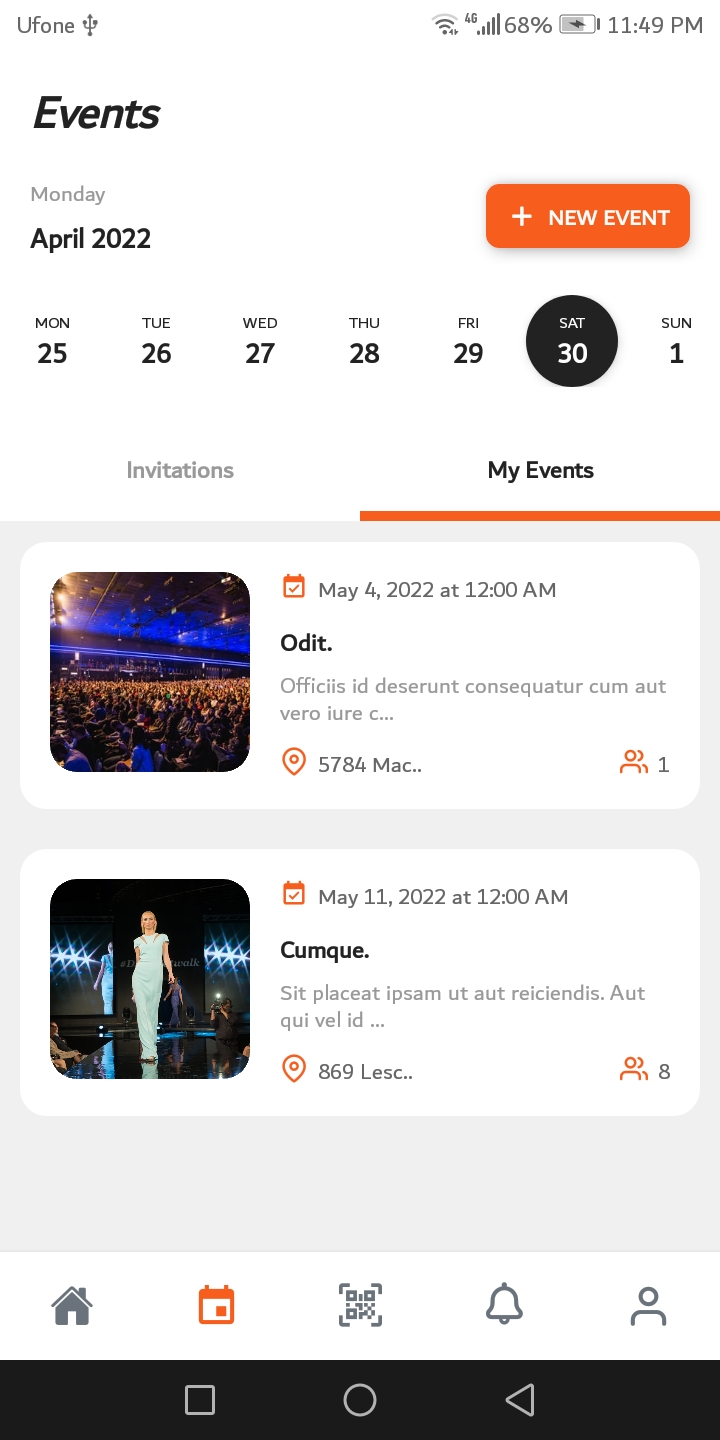 Ufone 4G 68% 11:49 PM
Events
Monday
April 2022
+ NEW EVENT
MON TUE WED THU FRI SAT SUN
25 26 27 28 29 30 1
Invitations My Events
May 4, 2022 at 12:00 AM
Odit.
Officiis id deserunt consequatur cum aut
vero iure c...
5784 Mac.. 1
May 11, 2022 at 12:00 AM
Cumque.
Sit placeat ipsam ut aut reiciendis. Aut
qui vel id ...
869 Lesc.. 8